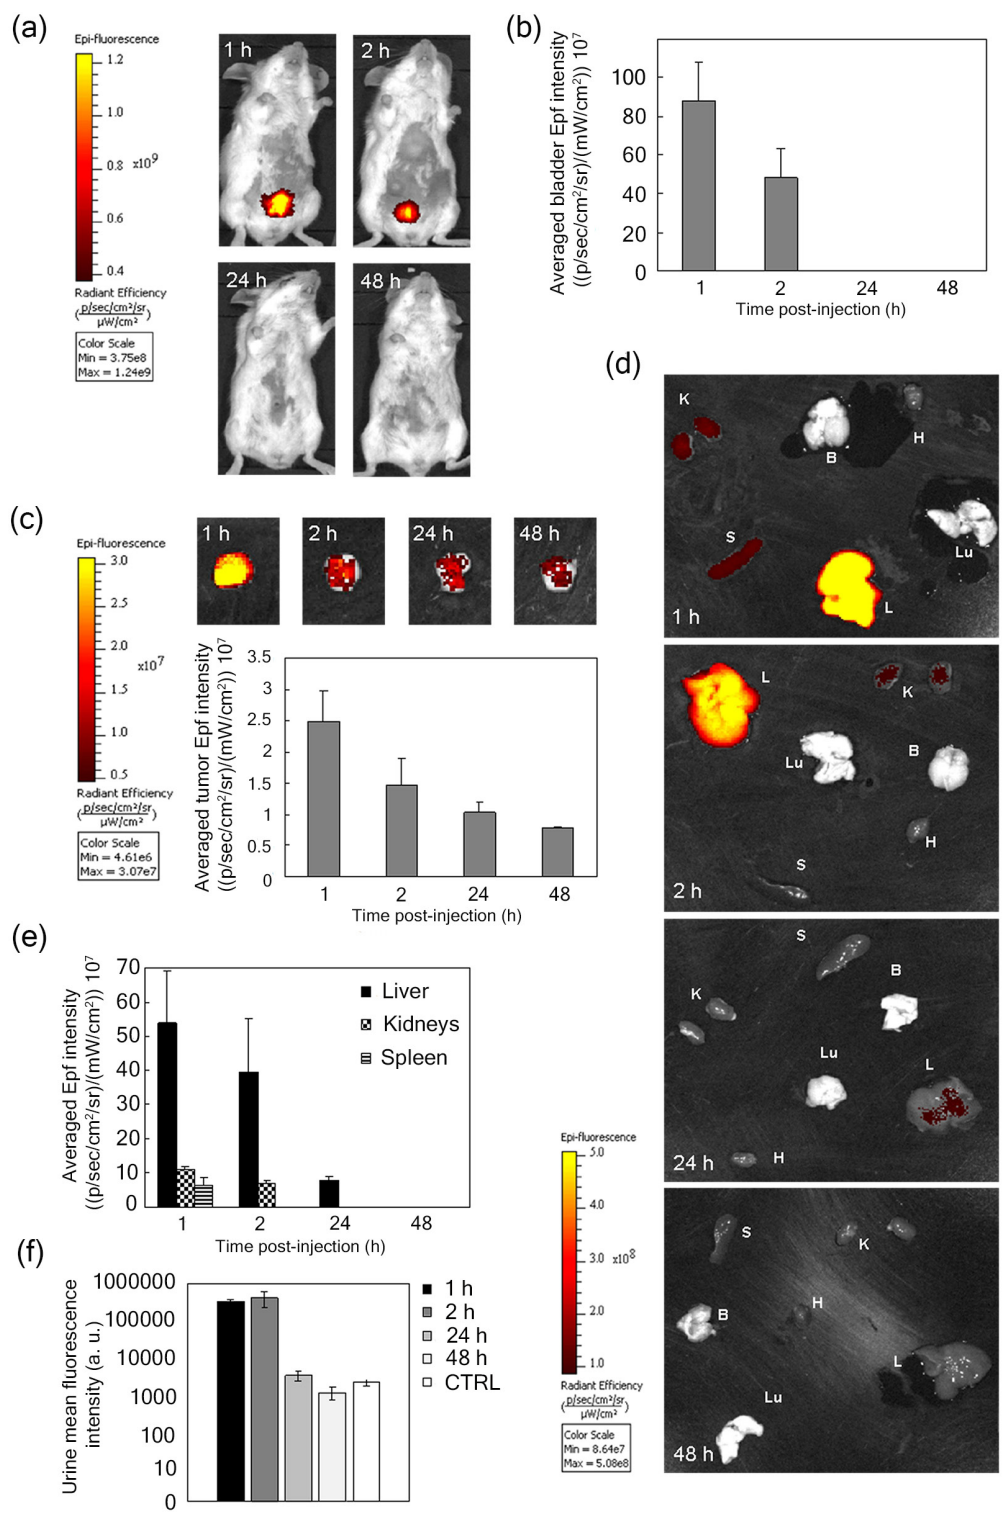 (a)
Epi-fluorescence
1.2
1.0
0.8
x10⁹
0.6
0.4
Radiant Efficiency
(p/sec/cm²/sr)
µW/cm²
Color Scale
Min = 3.75e8
Max = 1.24e9
1 h
2 h
24 h
48 h
(b)
Averaged bladder Epf intensity
((p/sec/cm²/sr)/(mW/cm²)) 10⁷
100
80
60
40
20
0
1 2 24 48
Time post-injection (h)
(c)
Epi-fluorescence
3.0
2.5
2.0
x10⁷
1.5
1.0
0.5
Radiant Efficiency
(p/sec/cm²/sr)
µW/cm²
Color Scale
Min = 4.61e6
Max = 3.07e7
1 h
2 h
24 h
48 h
Averaged tumor Epf intensity
((p/sec/cm²/sr)/(mW/cm²)) 10⁷
3.5
3
2.5
2
1.5
1
0.5
0
1 2 24 48
Time post-injection (h)
(d)
K
B
H
S
Lu
L
1 h
L
K
Lu
B
H
S
2 h
S
B
K
Lu
L
H
24 h
S
K
H
B
L
Lu
48 h
Epi-fluorescence
5.0
4.0
3.0
x10⁸
2.0
1.0
Radiant Efficiency
(p/sec/cm²/sr)
µW/cm²
Color Scale
Min = 8.64e7
Max = 5.08e8
(e)
Averaged Epf intensity
((p/sec/cm²/sr)/(mW/cm²)) 10⁷
70
60
50
40
30
20
10
0
Liver
Kidneys
Spleen
1 2 24 48
Time post-injection (h)
(f)
Urine mean fluorescence
intensity (a. u.)
1000000
100000
10000
1000
100
10
0
1 h
2 h
24 h
48 h
CTRL